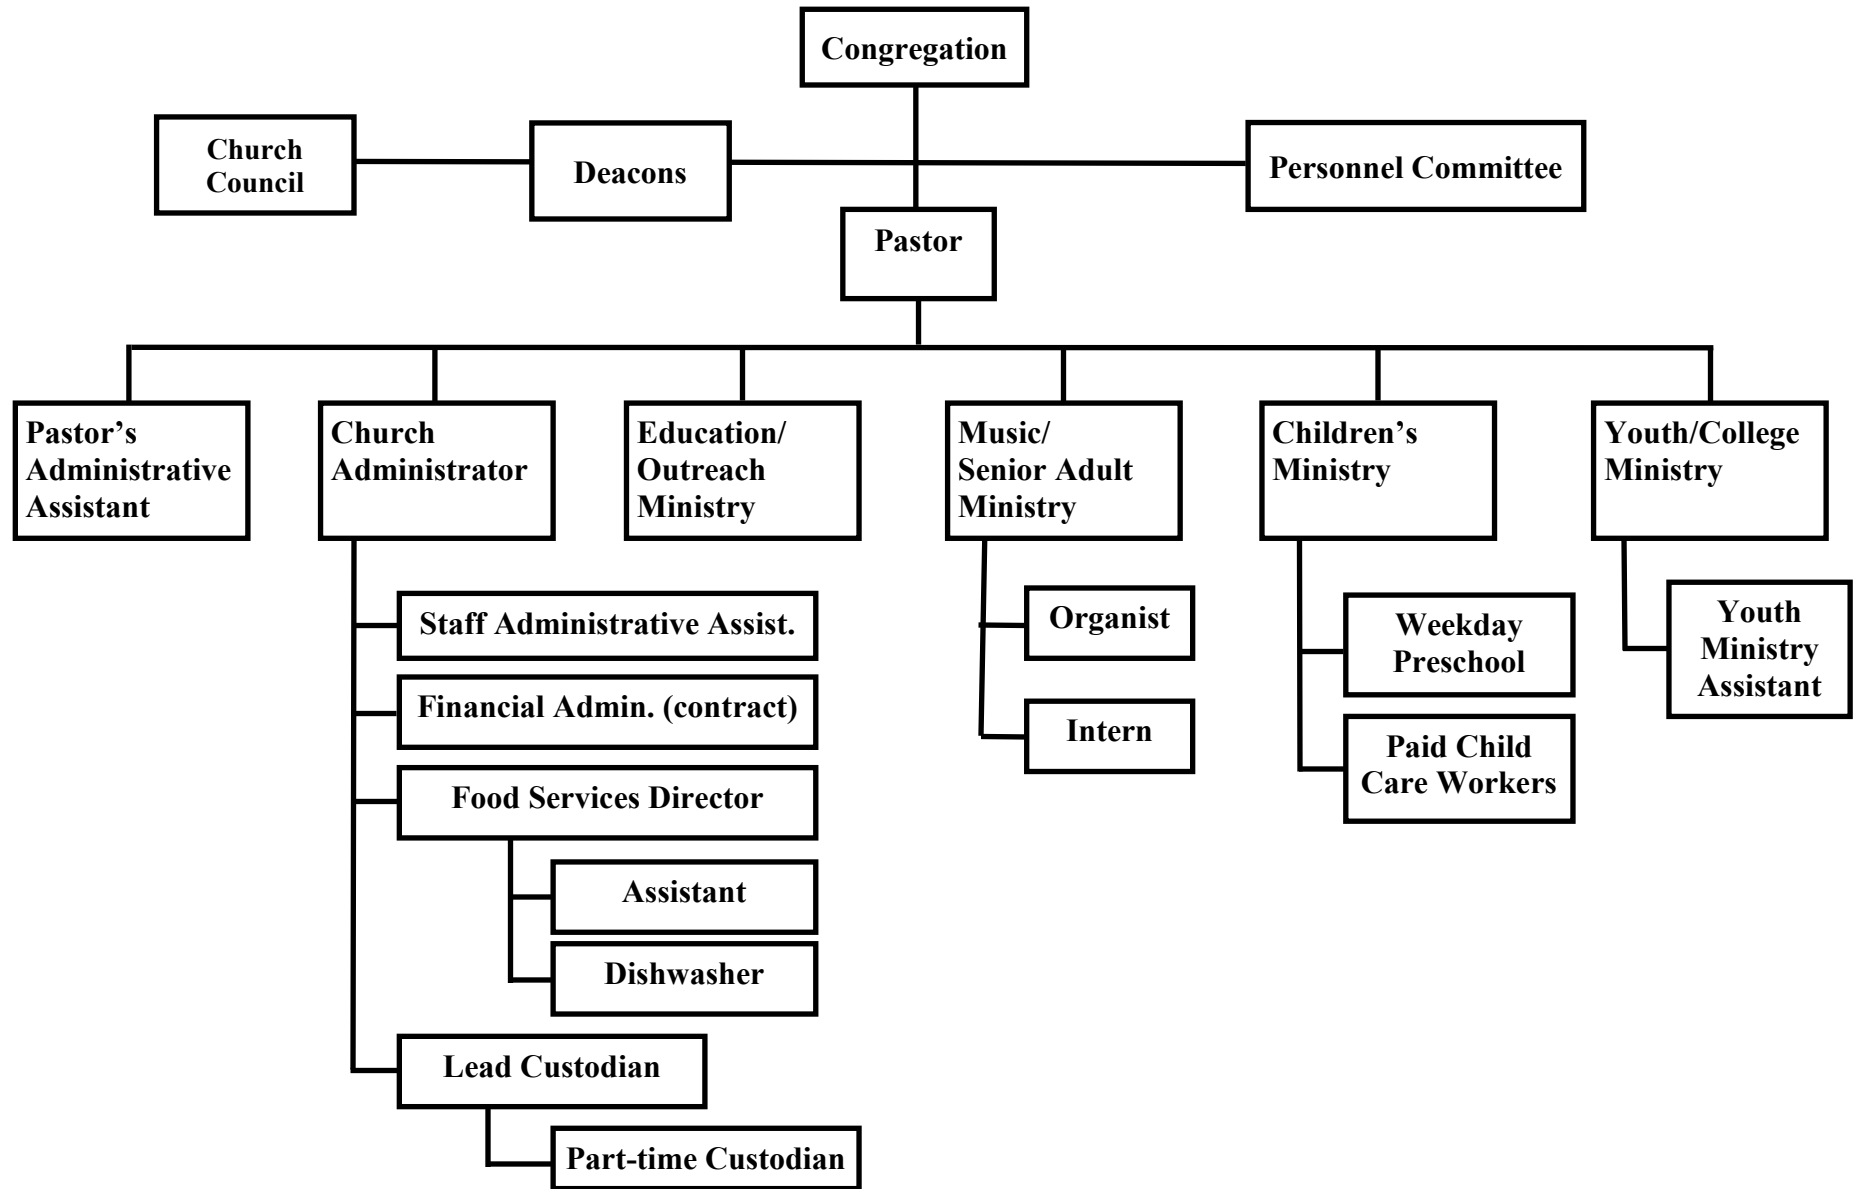 Congregation
Church
Council
Deacons
Personnel Committee
Pastor
Pastor’s
Administrative
Assistant
Church
Administrator
Education/
Outreach
Ministry
Music/
Senior Adult
Ministry
Children’s
Ministry
Youth/College
Ministry
Staff Administrative Assist.
Financial Admin. (contract)
Food Services Director
Assistant
Dishwasher
Lead Custodian
Part-time Custodian
Organist
Intern
Weekday
Preschool
Paid Child
Care Workers
Youth
Ministry
Assistant